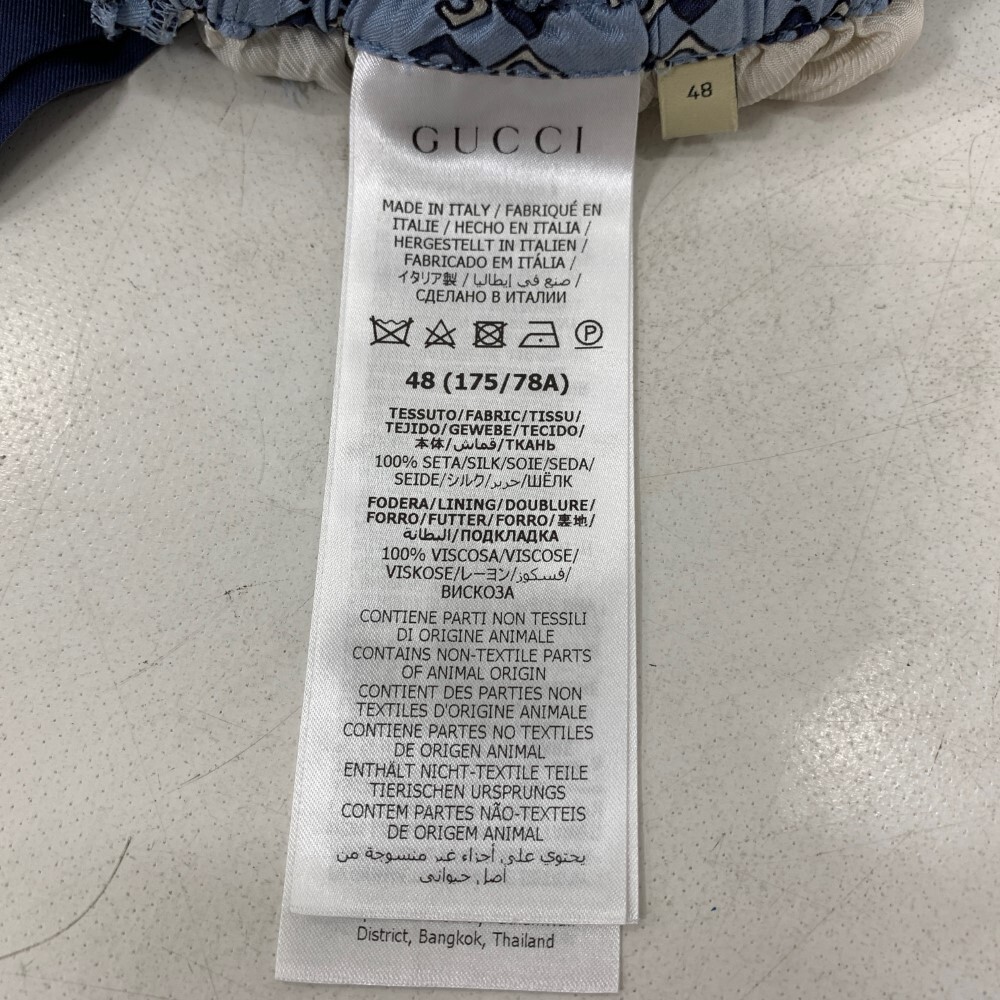 48
GUCCI
MADE IN ITALY / FABRIQUÉ EN
ITALIE / HECHO EN ITALIA /
HERGESTELLT IN ITALIEN /
FABRICADO EM ITÁLIA /
イタリア製 / صنع في إيطاليا /
СДЕЛАНО В ИТАЛИИ
P
48 (175/78A)
TESSUTO/FABRIC/TISSU/
TEJIDO/GEWEBE/TECIDO/
本体/قماش/ТКАНЬ
100% SETA/SILK/SOIE/SEDA/
SEIDE/シルク/حرير/ШЁЛК
FODERA/LINING/DOUBLURE/
FORRO/FUTTER/FORRO/裏地/
البطانة/ПОДКЛАДКА
100% VISCOSA/VISCOSE/
VISKOSE/レーヨン/فسكوز/
ВИСКОЗА
CONTIENE PARTI NON TESSILI
DI ORIGINE ANIMALE
CONTAINS NON-TEXTILE PARTS
OF ANIMAL ORIGIN
CONTIENT DES PARTIES NON
TEXTILES D'ORIGINE ANIMALE
CONTIENE PARTES NO TEXTILES
DE ORIGEN ANIMAL
ENTHÄLT NICHT-TEXTILE TEILE
TIERISCHEN URSPRUNGS
CONTEM PARTES NÃO-TEXTEIS
DE ORIGEM ANIMAL
يحتوي على أجزاء غير منسوجة من
أصل حيواني
District, Bangkok, Thailand